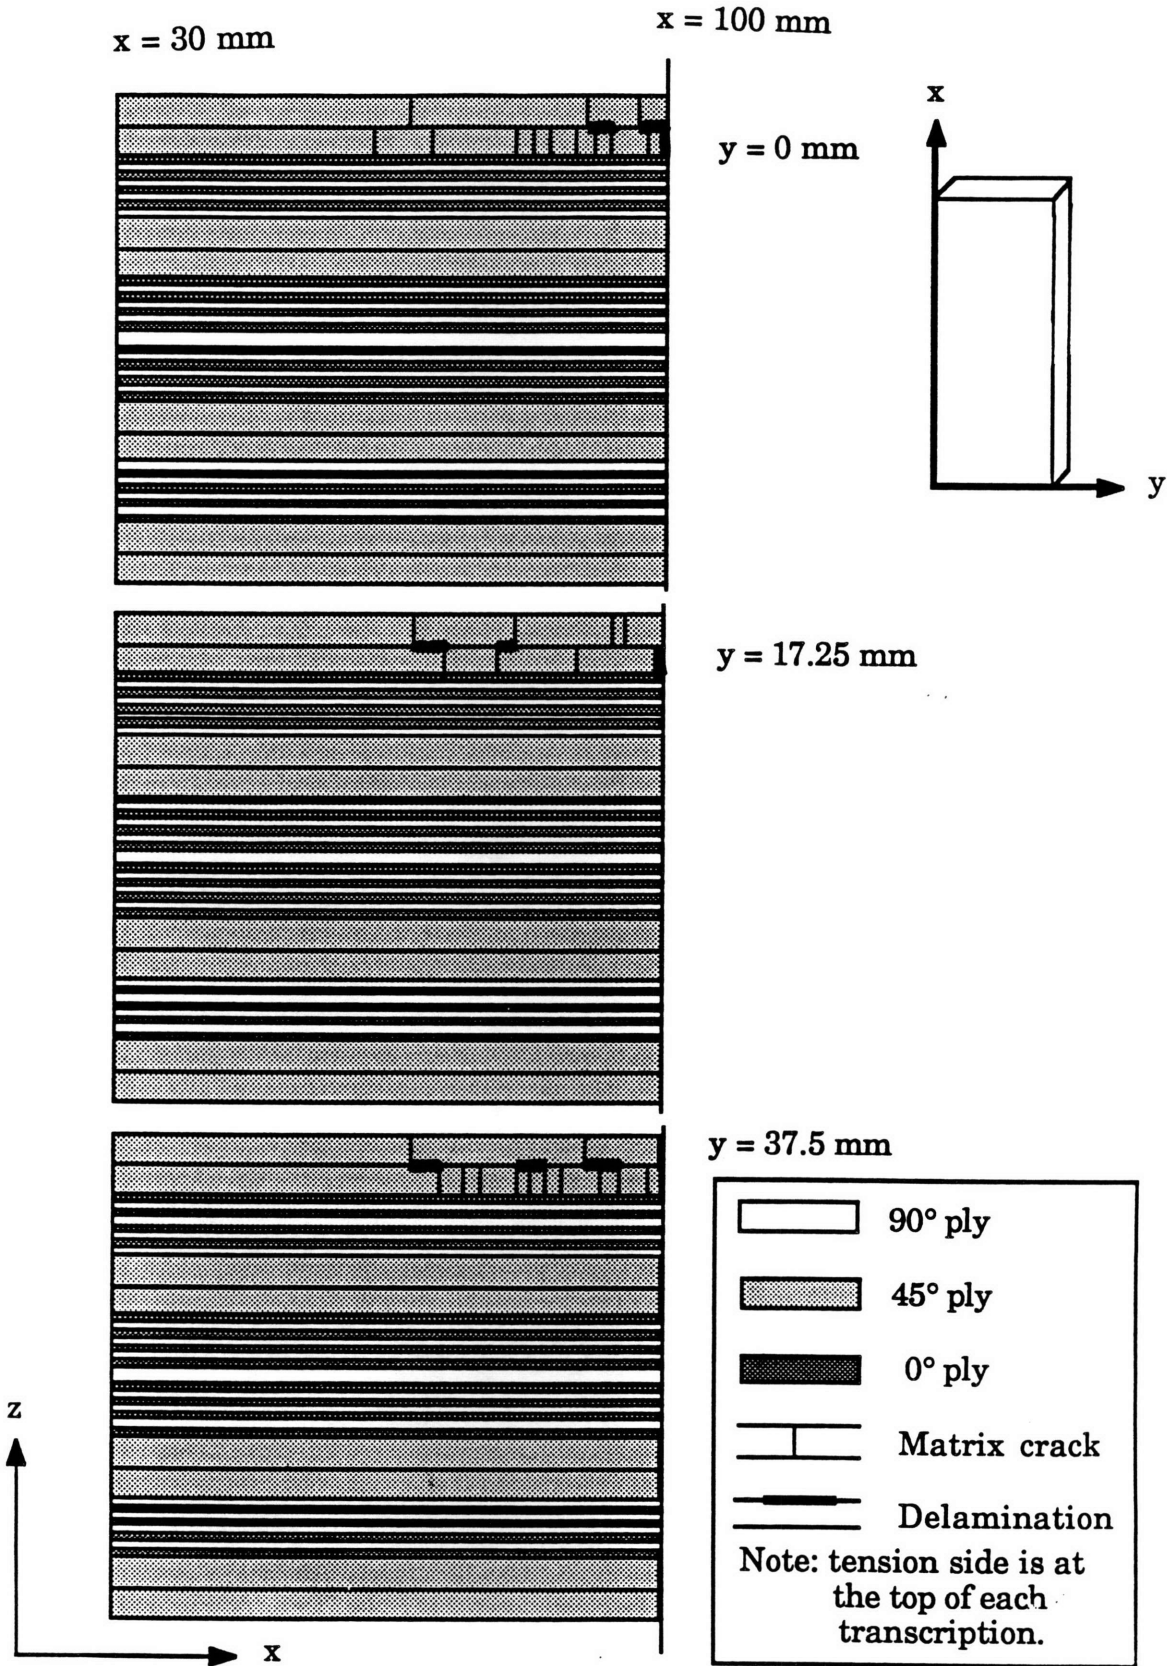 x = 30 mm
x = 100 mm
x
y = 0 mm
y
y = 17.25 mm
y = 37.5 mm
90° ply
45° ply
0° ply
Matrix crack
Delamination
Note: tension side is at
the top of each
transcription.
z
x